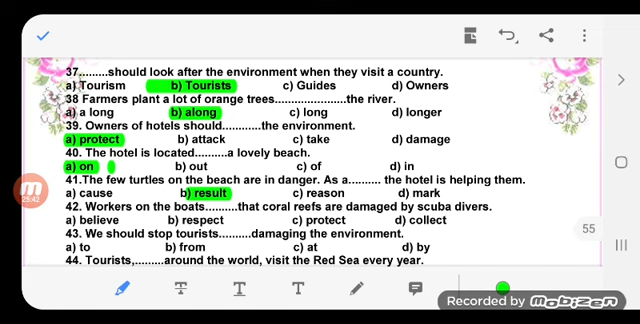 37.........should look after the environment when they visit a country.
a) Tourism b) Tourists c) Guides d) Owners
38 Farmers plant a lot of orange trees.....................the river.
a) a long b) along c) long d) longer
39. Owners of hotels should............the environment.
a) protect b) attack c) take d) damage
40. The hotel is located..........a lovely beach.
a) on b) out c) of d) in
41.The few turtles on the beach are in danger. As a.......... the hotel is helping them.
a) cause b) result c) reason d) mark
42. Workers on the boats..........that coral reefs are damaged by scuba divers.
a) believe b) respect c) protect d) collect
43. We should stop tourists..........damaging the environment.
a) to b) from c) at d) by
44. Tourists,.........around the world, visit the Red Sea every year.
25:42
55
Recorded by Mobizen